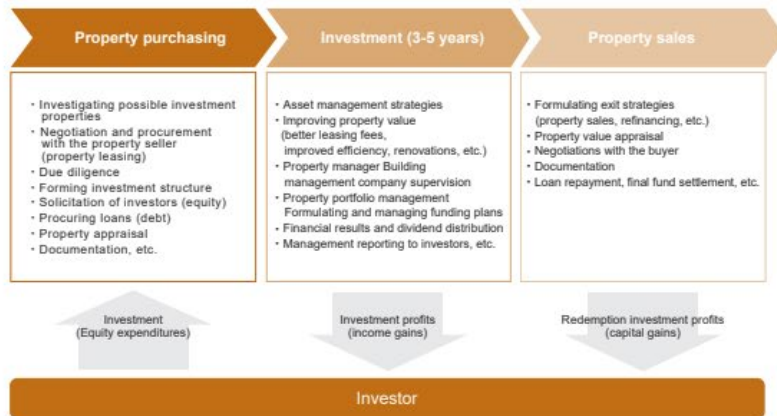 Property purchasing
Investment (3-5 years)
Property sales
・Investigating possible investment
properties
・Negotiation and procurement
with the property seller
(property leasing)
・Due diligence
・Forming investment structure
・Solicitation of investors (equity)
・Procuring loans (debt)
・Property appraisal
・Documentation, etc.
・Asset management strategies
・Improving property value
(better leasing fees,
improved efficiency, renovations, etc.)
・Property manager Building
management company supervision
・Property portfolio management
Formulating and managing funding plans
・Financial results and dividend distribution
・Management reporting to investors, etc.
・Formulating exit strategies
(property sales, refinancing, etc.)
・Property value appraisal
・Negotiations with the buyer
・Documentation
・Loan repayment, final fund settlement, etc.
Investment
(Equity expenditures)
Investment profits
(income gains)
Redemption investment profits
(capital gains)
Investor